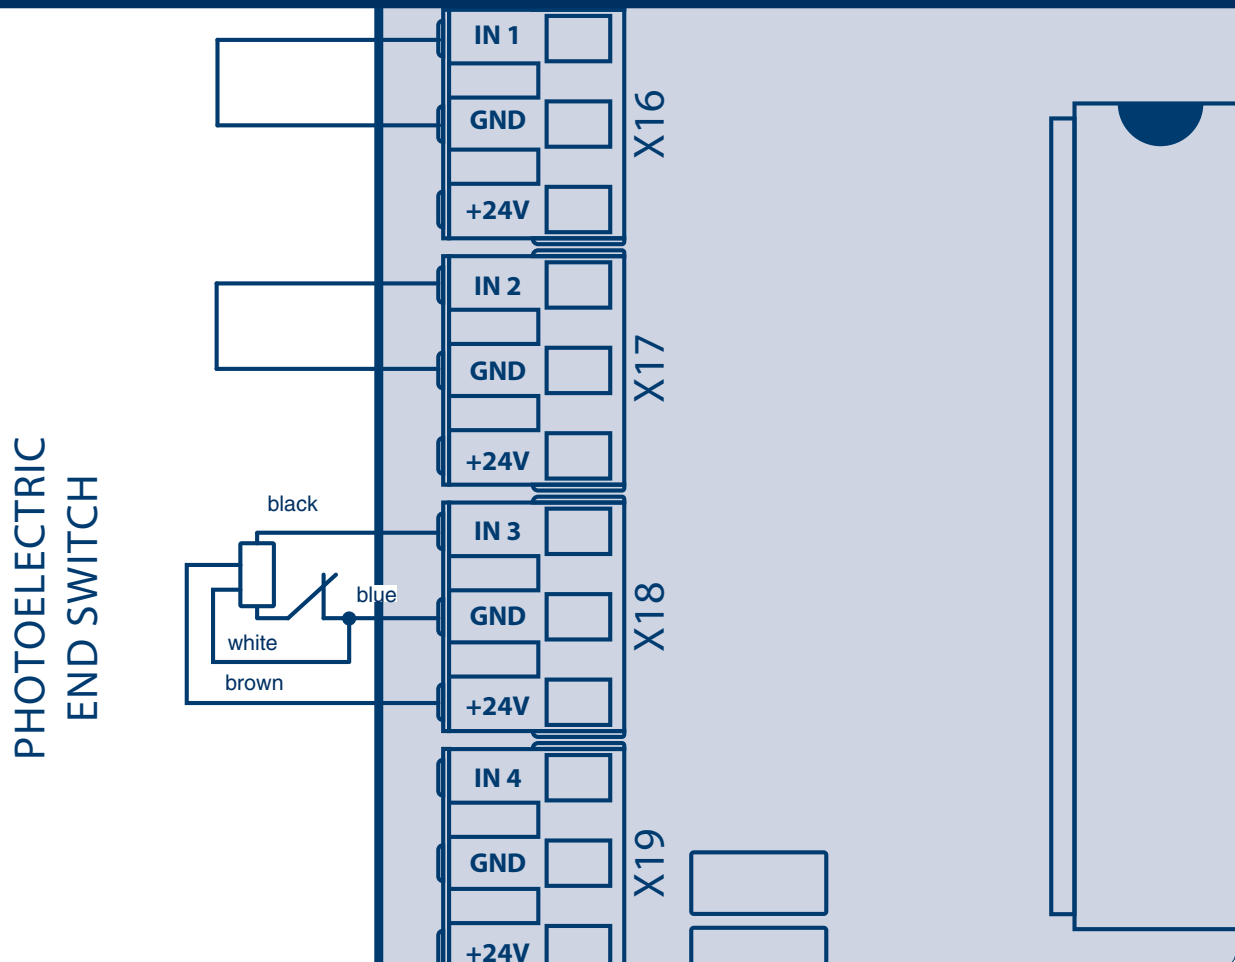 PHOTOELECTRIC
END SWITCH
IN 1
GND
+24V
X16
IN 2
GND
+24V
X17
black
blue
white
brown
IN 3
GND
+24V
X18
IN 4
GND
+24V
X19